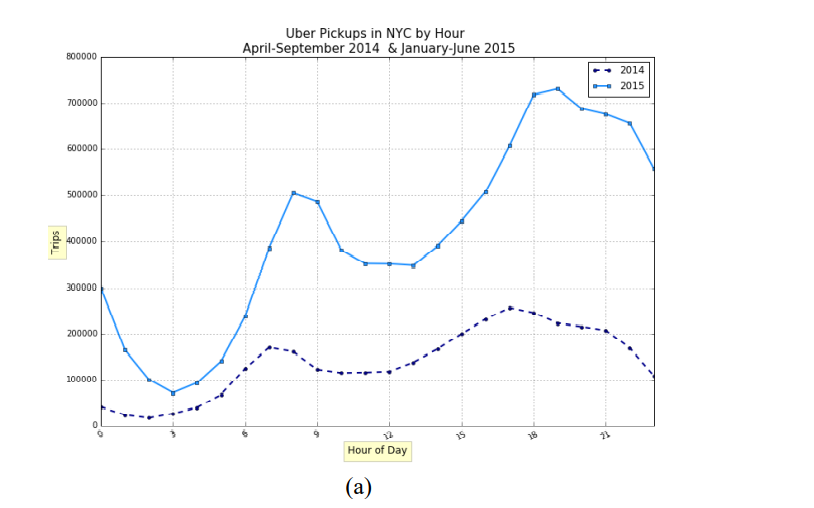 Uber Pickups in NYC by Hour
April-September 2014 & January-June 2015
2014
2015
800000
700000
600000
500000
400000
300000
200000
100000
0
Trips
0 3 6 9 12 15 18 21
Hour of Day
(a)